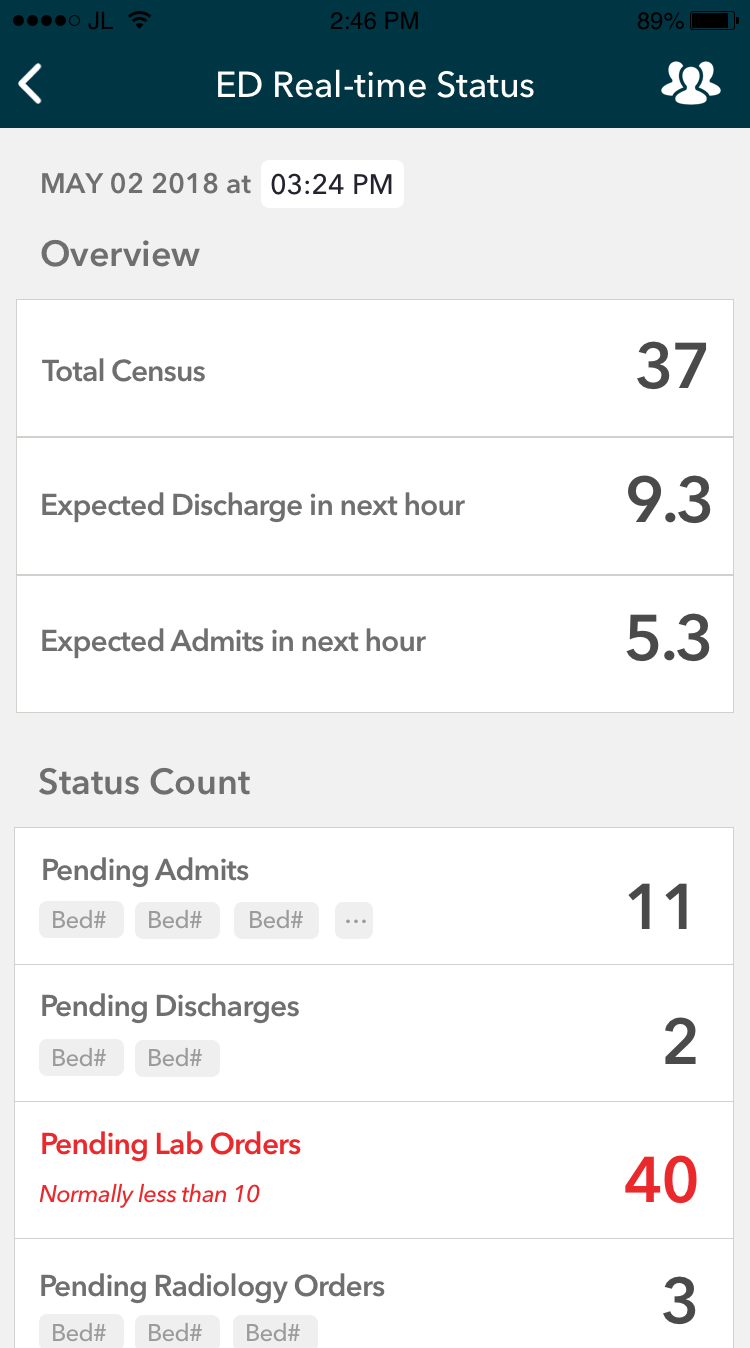 JL 2:46 PM 89%
ED Real-time Status
MAY 02 2018 at 03:24 PM
Overview
Total Census 37
Expected Discharge in next hour 9.3
Expected Admits in next hour 5.3
Status Count
Pending Admits
Bed# Bed# Bed# ...
11
Pending Discharges
Bed# Bed#
2
Pending Lab Orders
Normally less than 10
40
Pending Radiology Orders
3
Bed# Bed# Bed#